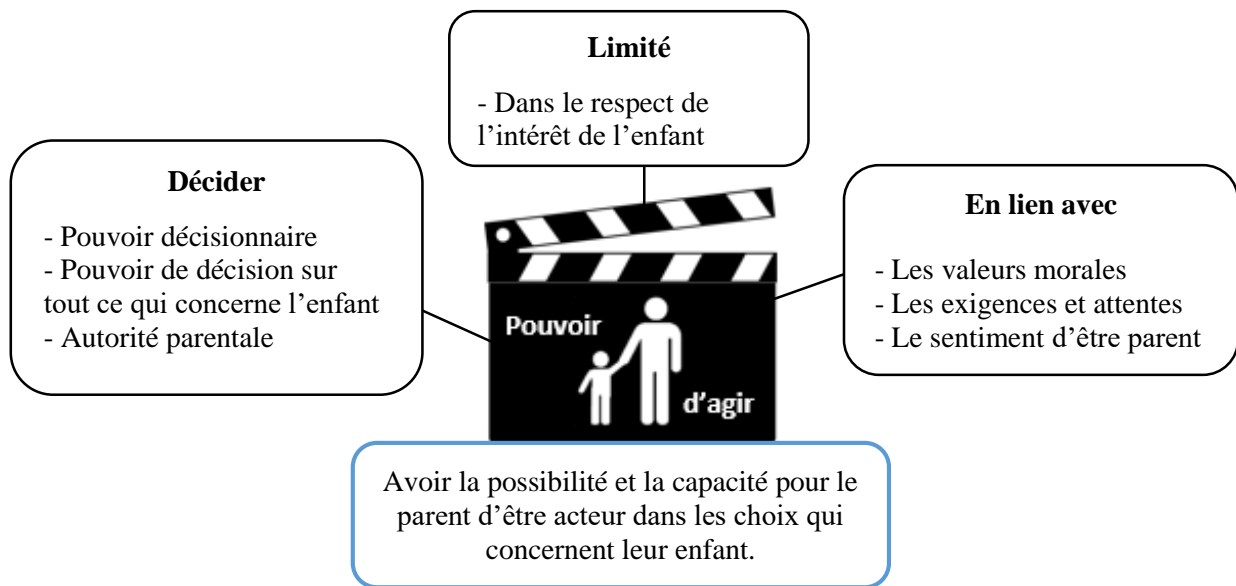 Limité
- Dans le respect de
l’intérêt de l’enfant
Décider
- Pouvoir décisionnaire
- Pouvoir de décision sur
tout ce qui concerne l’enfant
- Autorité parentale
En lien avec
- Les valeurs morales
- Les exigences et attentes
- Le sentiment d’être parent
Pouvoir
d’agir
Avoir la possibilité et la capacité pour le
parent d’être acteur dans les choix qui
concernent leur enfant.